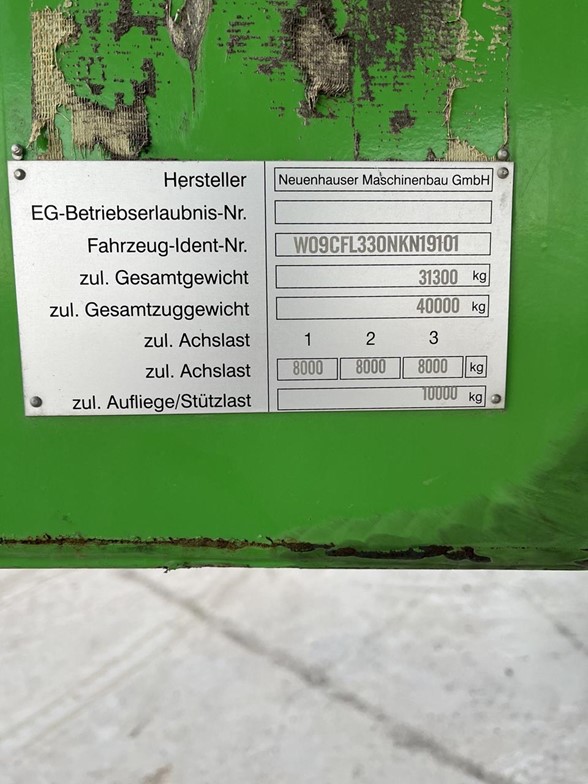 Hersteller Neuenhauser Maschinenbau GmbH
EG-Betriebserlaubnis-Nr.
Fahrzeug-Ident-Nr. W09CFL330NKN19101
zul. Gesamtgewicht 31300 kg
zul. Gesamtzuggewicht 40000 kg
zul. Achslast 1 2 3
zul. Achslast 8000 8000 8000 kg
zul. Aufliege/Stützlast 10000 kg